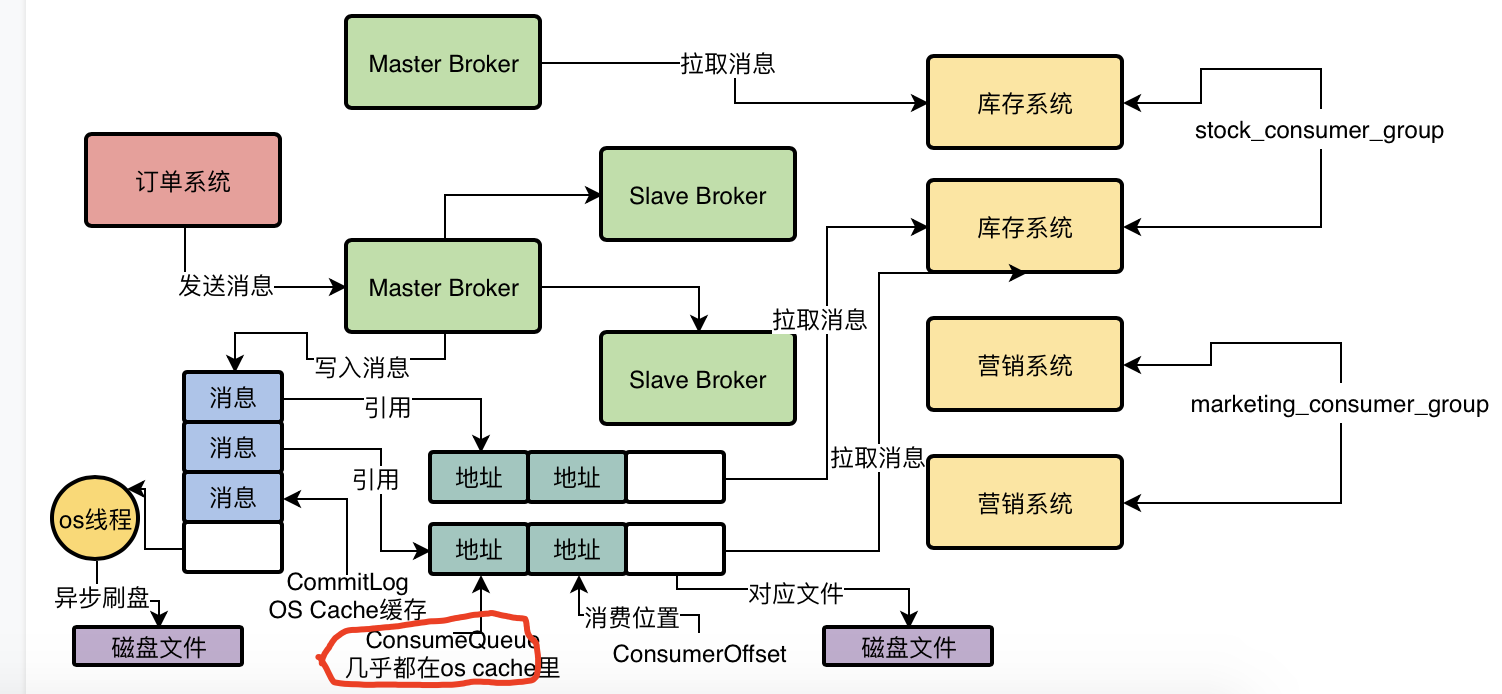 Master Broker
拉取消息
库存系统
stock_consumer_group
订单系统
Slave Broker
库存系统
发送消息
Master Broker
拉取消息
写入消息
Slave Broker
营销系统
marketing_consumer_group
消息
引用
消息
引用
地址 地址
拉取消息
消息
营销系统
os线程
地址 地址
CommitLog
OS Cache缓存
异步刷盘
对应文件
消费位置
磁盘文件
ConsumeQueue
几乎都在os cache里
ConsumerOffset
磁盘文件